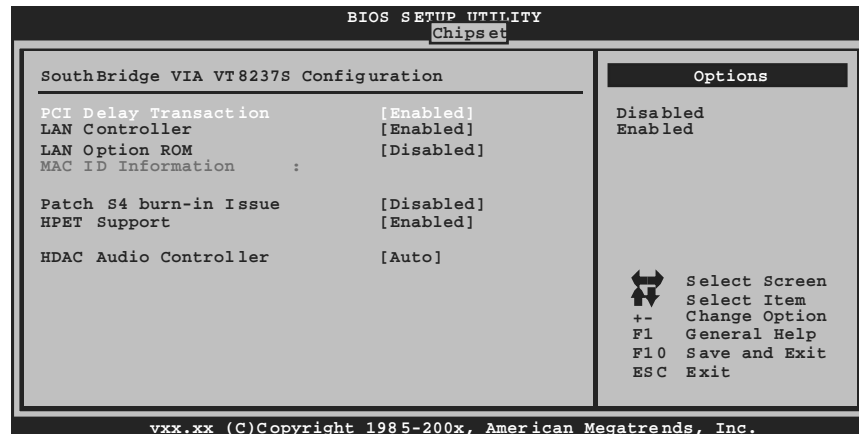 BIOS SETUP UTILITY
Chipset
SouthBridge VIA VT8237S Configuration
PCI Delay Transaction [Enabled]
LAN Controller [Enabled]
LAN Option ROM [Disabled]
MAC ID Information :
Patch S4 burn-in Issue [Disabled]
HPET Support [Enabled]
HDAC Audio Controller [Auto]
Options
Disabled
Enabled
Select Screen
Select Item
+- Change Option
F1 General Help
F10 Save and Exit
ESC Exit
vxx.xx (C)Copyright 1985-200x, American Megatrends, Inc.